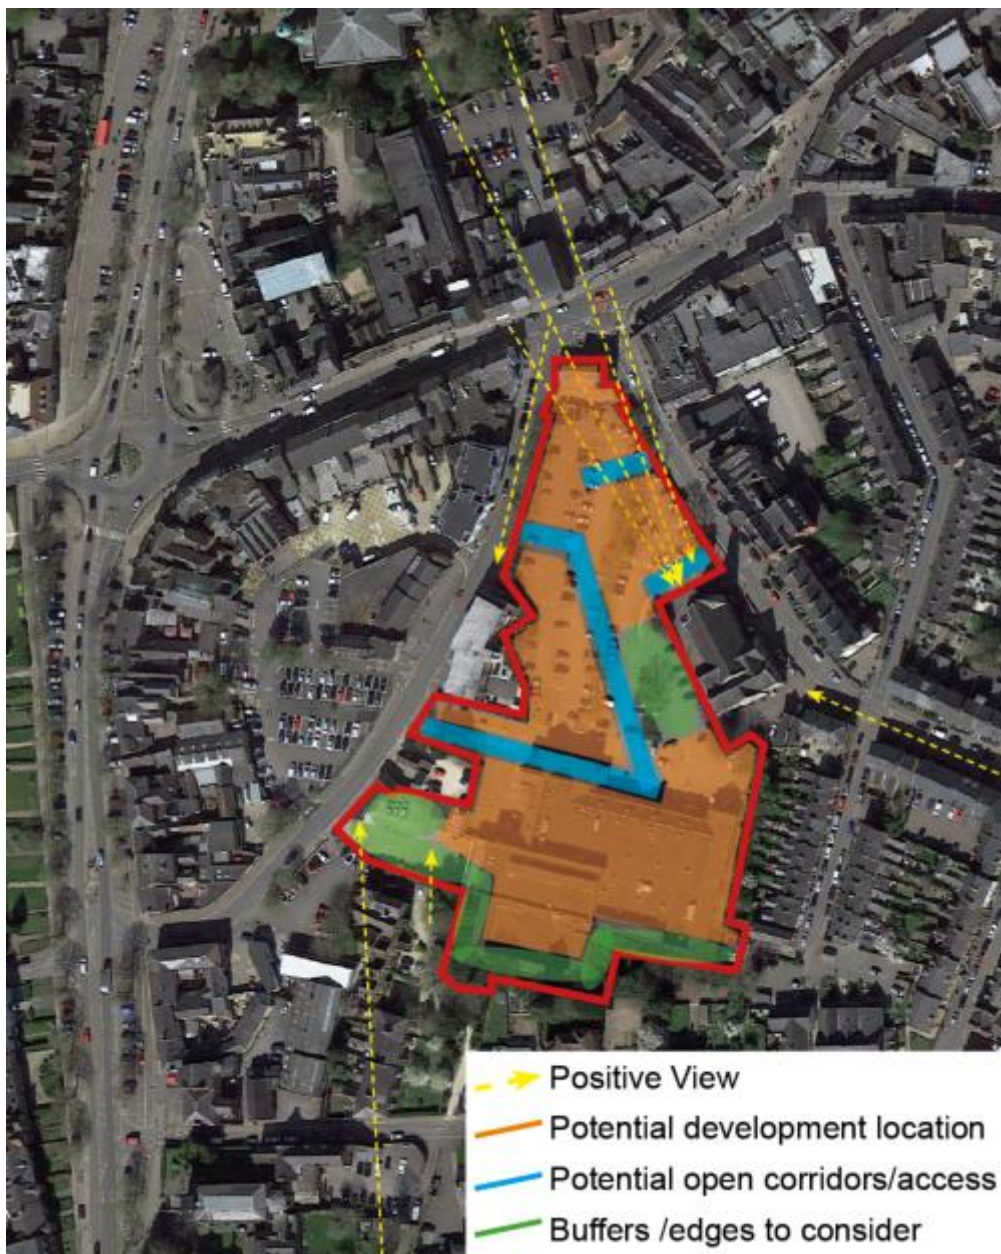 Positive View
Potential development location
Potential open corridors/access
Buffers /edges to consider